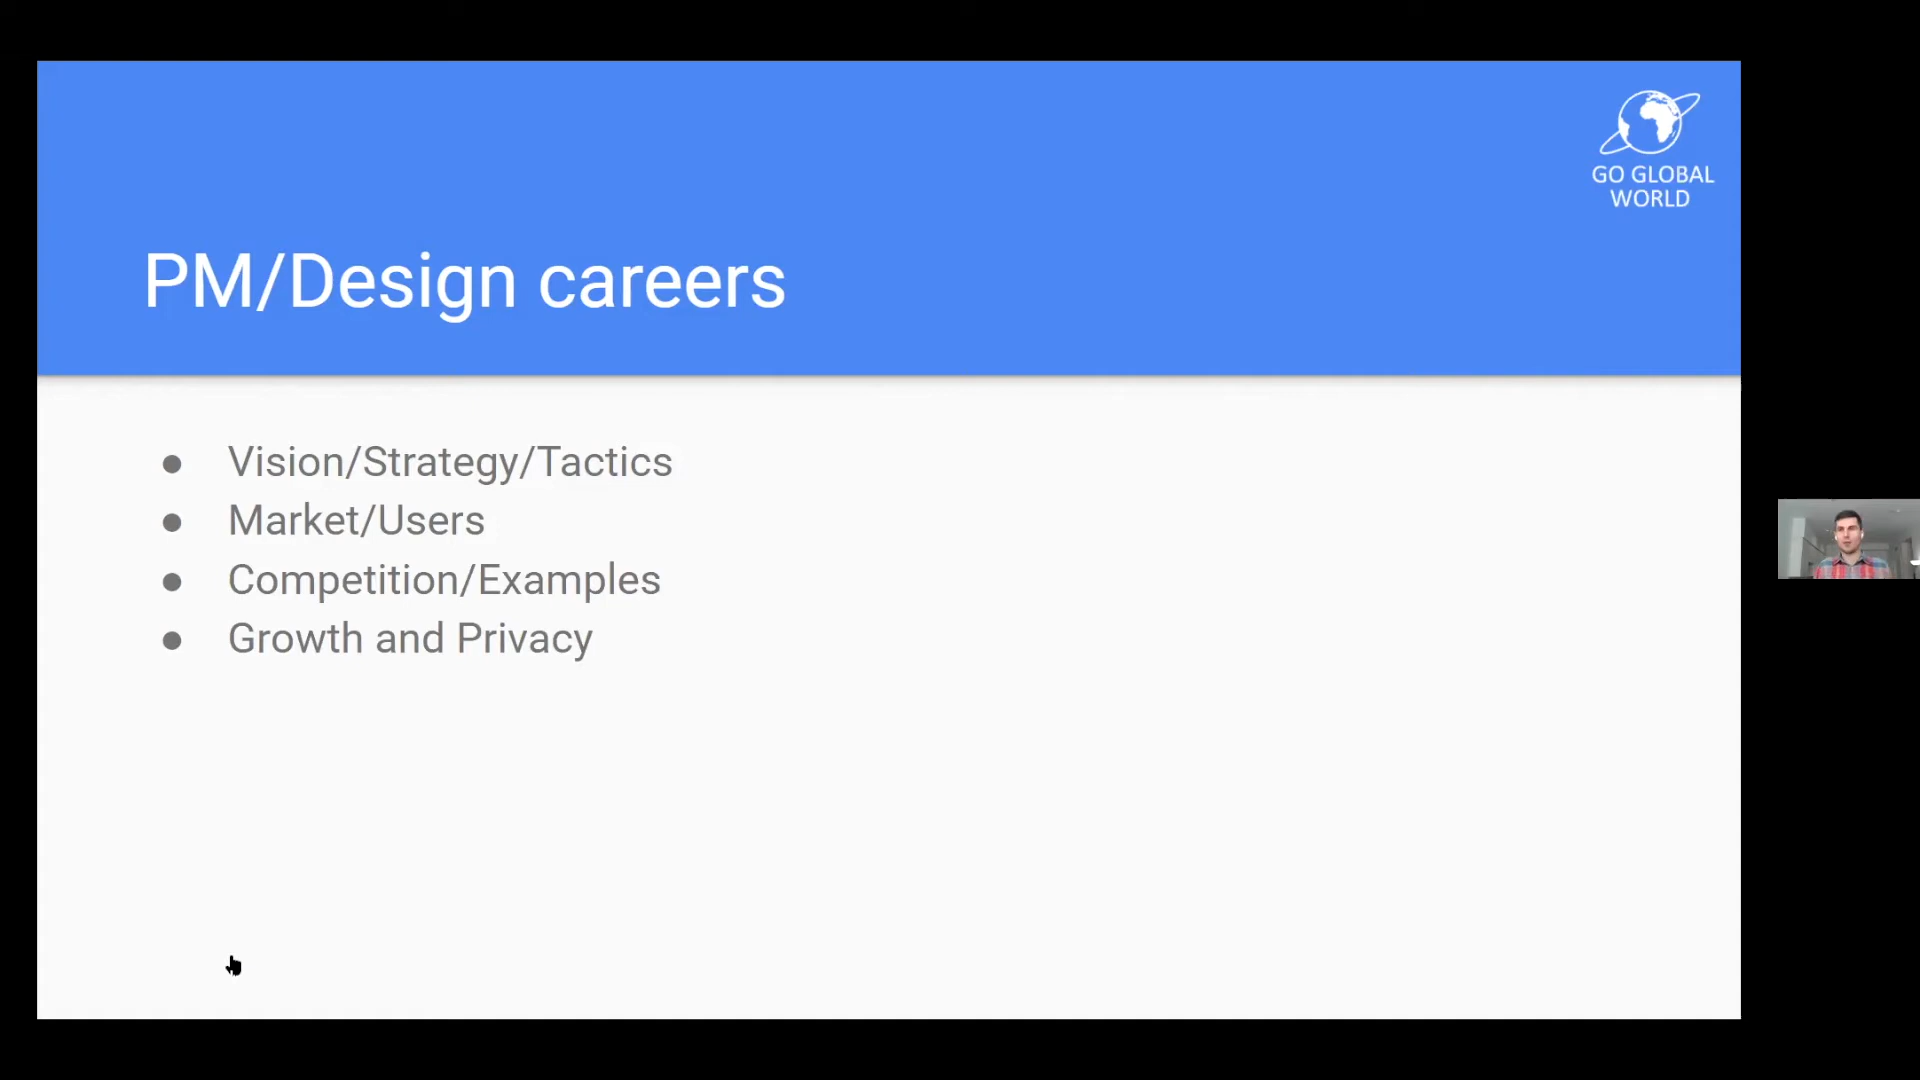 GO GLOBAL
WORLD
PM/Design careers
Vision/Strategy/Tactics
Market/Users
Competition/Examples
Growth and Privacy